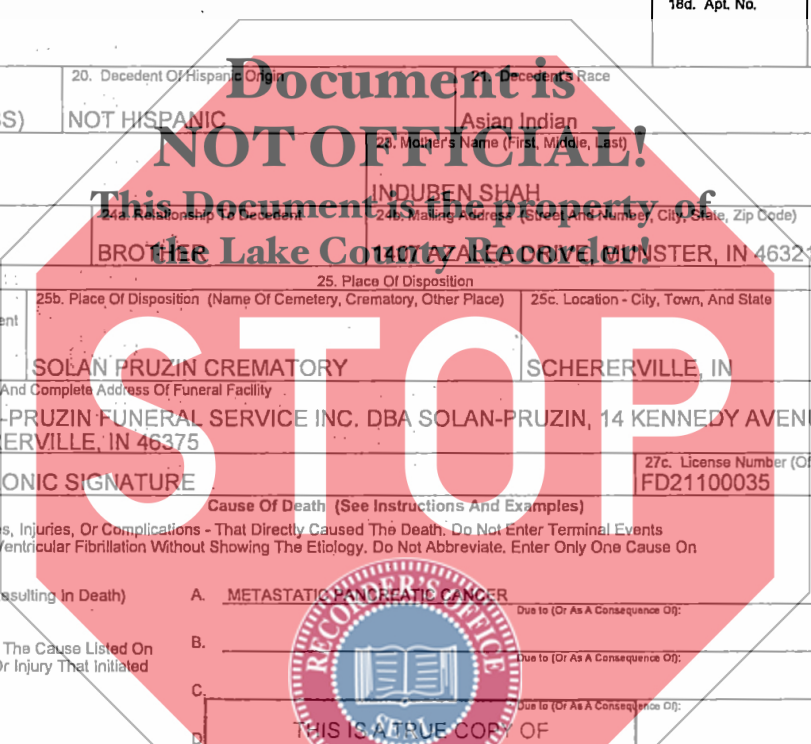 18d. Apt. No.
20. Decedent Of Hispanic Origin
21. Decedent's Race
Document is
SS)
NOT HISPANIC
Asian Indian
NOT OFFICIAL!
23. Mother's Name (First, Middle, Last)
INDUBEN SHAH
This Document is the property of
24a. Relationship To Decedent
24b. Mailing Address (Street And Number, City, State, Zip Code)
BROTHER
AZALEA DRIVE, MUNSTER, IN 46321
the Lake County Recorder!
25. Place Of Disposition
25b. Place Of Disposition (Name Of Cemetery, Crematory, Other Place)
25c. Location - City, Town, And State
ent
SOLAN PRUZIN CREMATORY
SCHERERVILLE, IN
STOP
And Complete Address Of Funeral Facility
-PRUZIN FUNERAL SERVICE INC. DBA SOLAN-PRUZIN, 14 KENNEDY AVENU
ERVILLE, IN 46375
27c. License Number (Of
ONIC SIGNATURE
FD21100035
Cause Of Death (See Instructions And Examples)
s, Injuries, Or Complications - That Directly Caused The Death. Do Not Enter Terminal Events
Ventricular Fibrillation Without Showing The Etiology. Do Not Abbreviate. Enter Only One Cause On
esulting In Death)
A. METASTATIC PANCREATIC CANCER
Due to (Or As A Consequence Of):
RECORDER'S OFFICE
The Cause Listed On
B.
Or Injury That Initiated
Due to (Or As A Consequence Of):
C.
Due to (Or As A Consequence Of):
SEAL
THIS IS A TRUE COPY OF
D